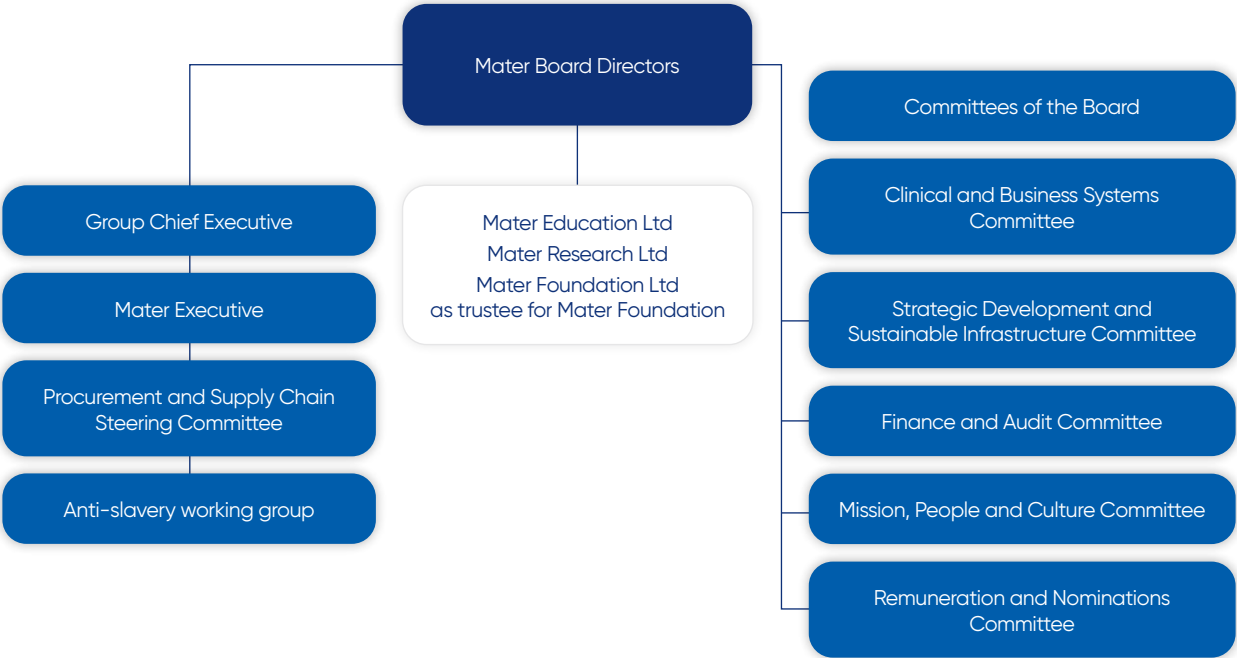 Mater Board Directors
Group Chief Executive
Mater Executive
Procurement and Supply Chain
Steering Committee
Anti-slavery working group
Mater Education Ltd
Mater Research Ltd
Mater Foundation Ltd
as trustee for Mater Foundation
Committees of the Board
Clinical and Business Systems
Committee
Strategic Development and
Sustainable Infrastructure Committee
Finance and Audit Committee
Mission, People and Culture Committee
Remuneration and Nominations
Committee